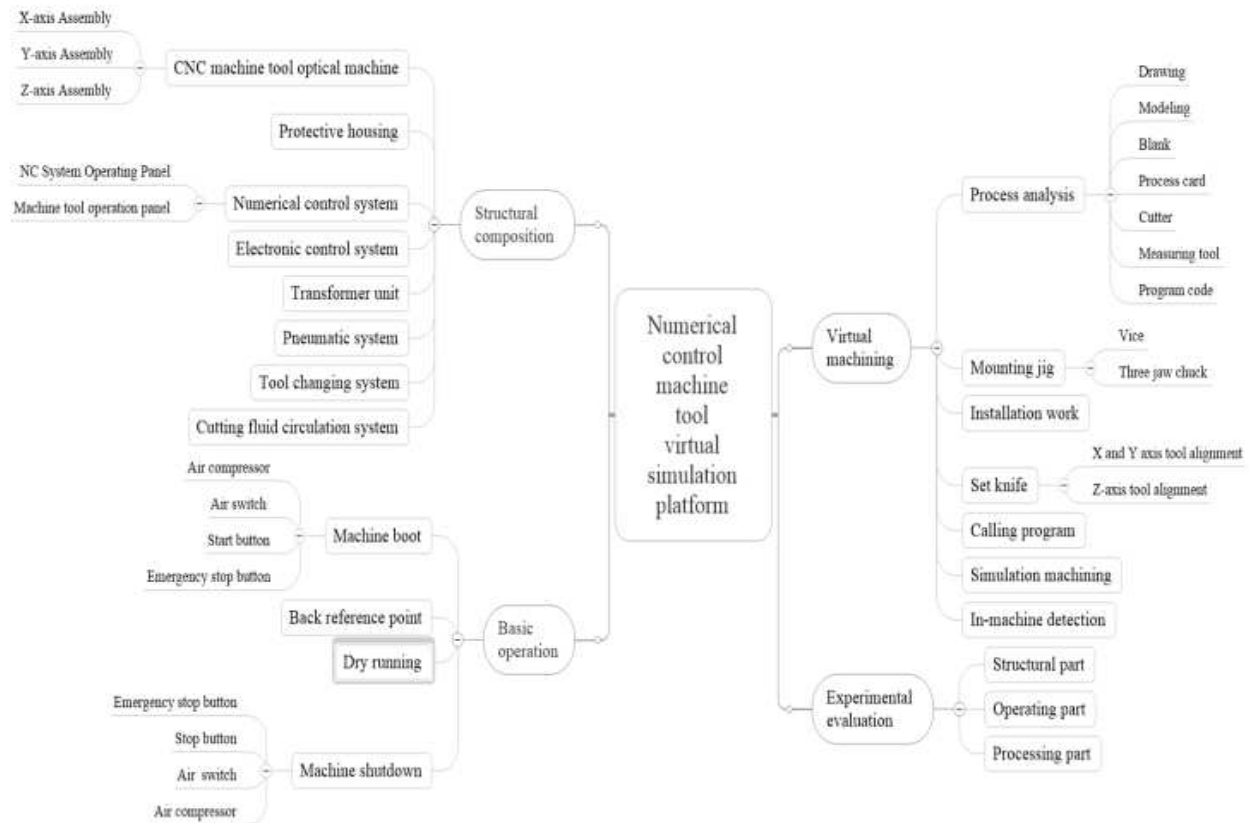 X-axis Assembly
Y-axis Assembly
Z-axis Assembly
CNC machine tool optical machine
Protective housing
NC System Operating Panel
Machine tool operation panel
Numerical control system
Electronic control system
Transformer unit
Pneumatic system
Tool changing system
Cutting fluid circulation system
Structural
composition
Air compressor
Air switch
Start button
Emergency stop button
Machine boot
Back reference point
Dry running
Emergency stop button
Stop button
Air switch
Air compressor
Machine shutdown
Basic
operation
Numerical
control
machine
tool
virtual
simulation
platform
Virtual
machining
Process analysis
Drawing
Modeling
Blank
Process card
Cutter
Measuring tool
Program code
Mounting jig
Vice
Three jaw chuck
Installation work
Set knife
X and Y axis tool alignment
Z-axis tool alignment
Calling program
Simulation machining
In-machine detection
Experimental
evaluation
Structural part
Operating part
Processing part